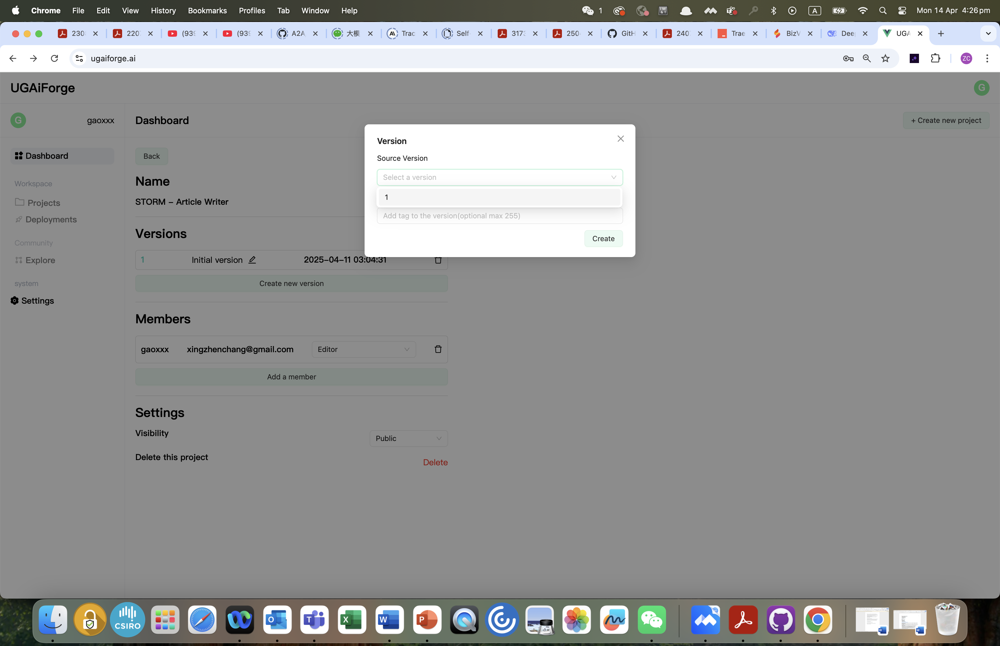 Chrome File Edit View History Bookmarks Profiles Tab Window Help 1 IM &T A Mon 14 Apr 4:26 pm
230 220 (939 (939 A2A 大模 Trac Self- 3173 250 GitH 240 Trae BizV Dee UGA
ugaiforge.ai ZC
UGAiForge G
G gaoxxx Dashboard + Create new project
Version
Source Version
Select a version
1
Add tag to the version(optional max 255)
Create
Dashboard
Workspace
Projects
Deployments
Community
Explore
system
Settings
Back
Name
STORM – Article Writer
Versions
1 Initial version 2025-04-11 03:04:31
Create new version
Members
gaoxxx xingzhenchang@gmail.com Editor
Add a member
Settings
Visibility Public
Delete this project Delete
CSIRO O T X W P W W